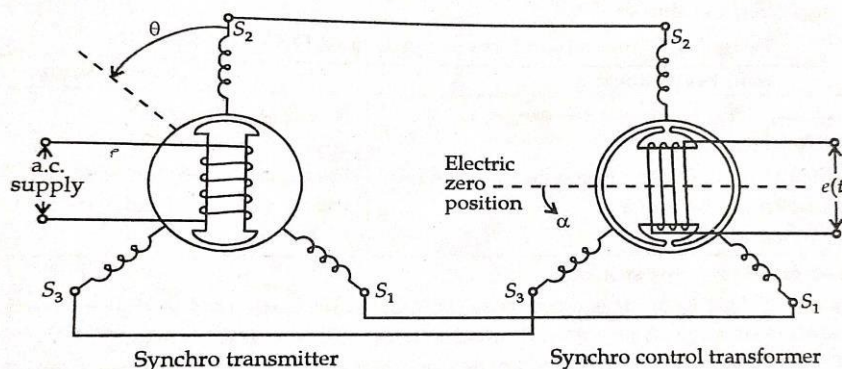 θ
S2
S2
a.c.
supply
Electric
zero
position
α
e(t
S3
S1
S3
S1
Synchro transmitter
Synchro control transformer